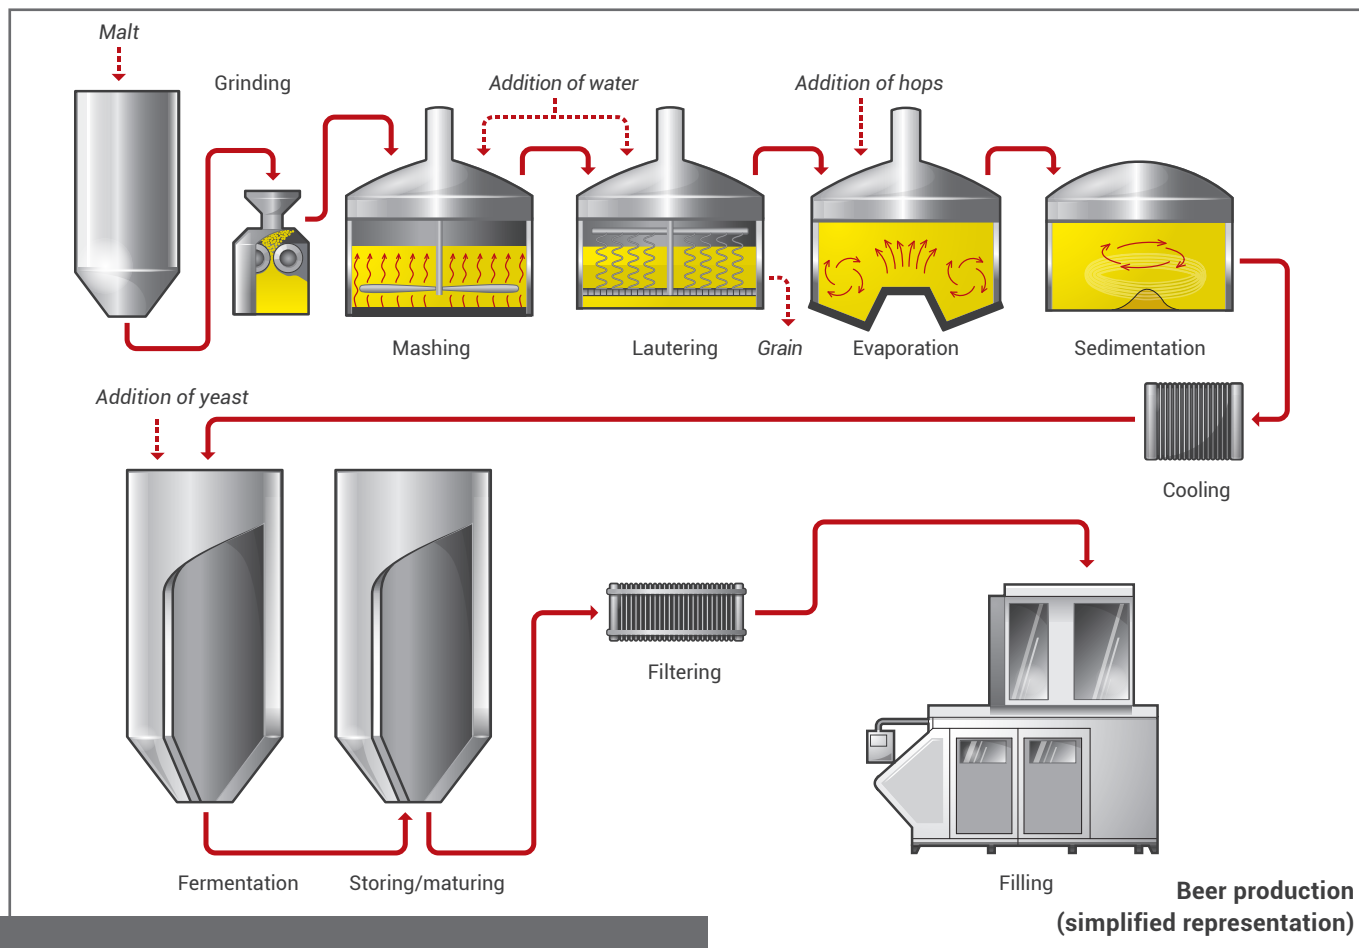 Malt
Grinding
Addition of water
Addition of hops
Mashing
Lautering
Grain
Evaporation
Sedimentation
Addition of yeast
Cooling
Filtering
Fermentation
Storing/maturing
Filling
Beer production
(simplified representation)